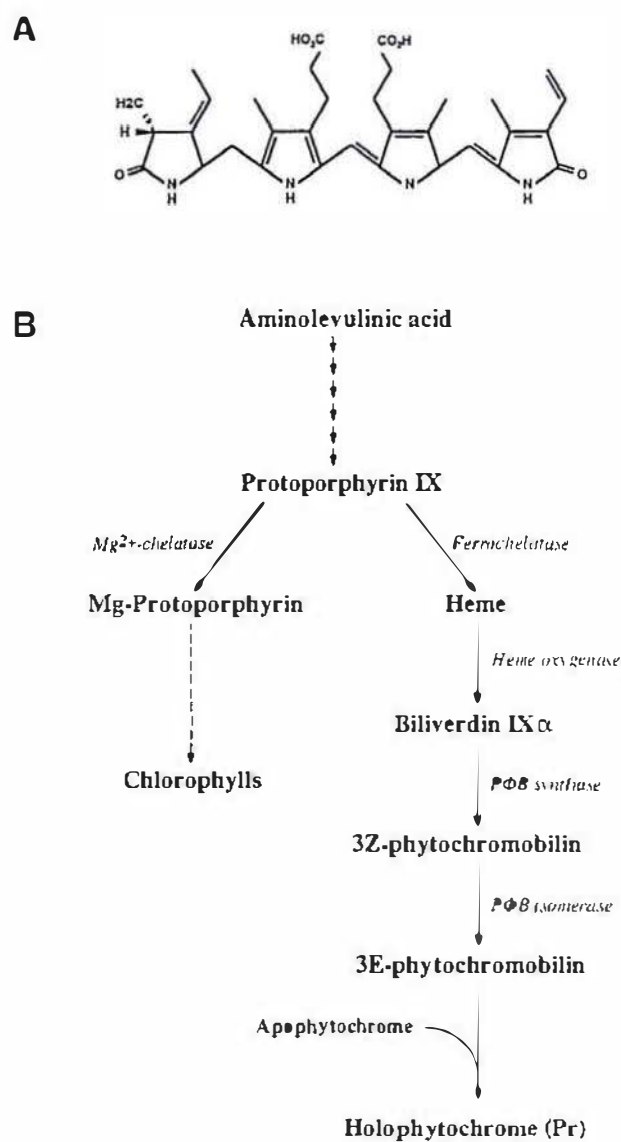 A
HO2C CO2H
H2C
H
O N H N H N N H O
B
Aminolevulinic acid
Protoporphyrin IX
Mg2+-chelatase Ferrochelatase
Mg-Protoporphyrin Heme
Heme oxygenase
Biliverdin IXα
Chlorophylls
PΦB synthase
3Z-phytochromobilin
PΦB isomerase
3E-phytochromobilin
Apophytochrome
Holophytochrome (Pr)